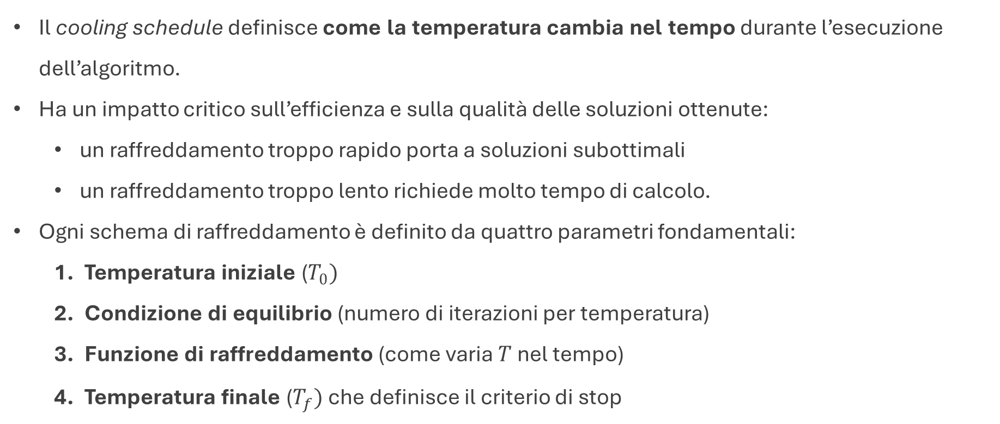 • Il cooling schedule definisce come la temperatura cambia nel tempo durante l’esecuzione
dell’algoritmo.
• Ha un impatto critico sull’efficienza e sulla qualità delle soluzioni ottenute:
• un raffreddamento troppo rapido porta a soluzioni subottimali
• un raffreddamento troppo lento richiede molto tempo di calcolo.
• Ogni schema di raffreddamento è definito da quattro parametri fondamentali:
1. Temperatura iniziale (T₀)
2. Condizione di equilibrio (numero di iterazioni per temperatura)
3. Funzione di raffreddamento (come varia T nel tempo)
4. Temperatura finale (T_f) che definisce il criterio di stop